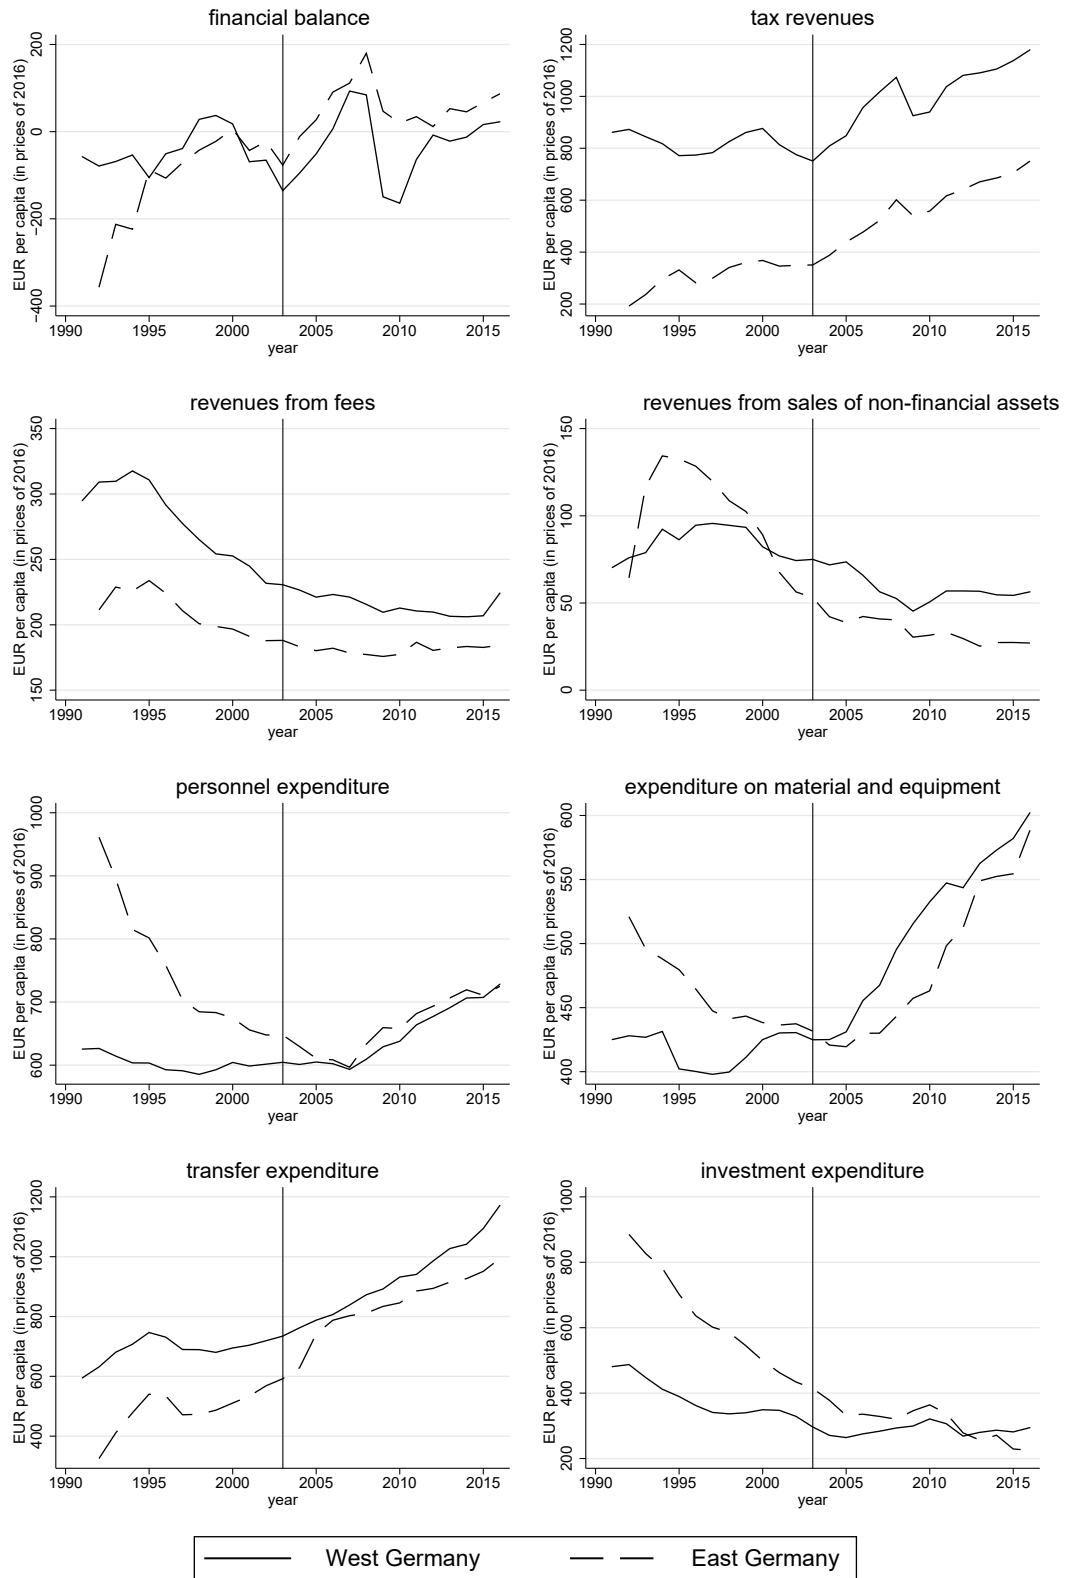 financial balance
EUR per capita (in prices of 2016)
200
0
−200
−400
1990 1995 2000 2005 2010 2015
year
tax revenues
EUR per capita (in prices of 2016)
1200
1000
800
600
400
200
1990 1995 2000 2005 2010 2015
year
revenues from fees
EUR per capita (in prices of 2016)
350
300
250
200
150
1990 1995 2000 2005 2010 2015
year
revenues from sales of non-financial assets
EUR per capita (in prices of 2016)
150
100
50
0
1990 1995 2000 2005 2010 2015
year
personnel expenditure
EUR per capita (in prices of 2016)
1000
900
800
700
600
1990 1995 2000 2005 2010 2015
year
expenditure on material and equipment
EUR per capita (in prices of 2016)
600
550
500
450
400
1990 1995 2000 2005 2010 2015
year
transfer expenditure
EUR per capita (in prices of 2016)
1200
1000
800
600
400
1990 1995 2000 2005 2010 2015
year
investment expenditure
EUR per capita (in prices of 2016)
1000
800
600
400
200
1990 1995 2000 2005 2010 2015
year
West Germany East Germany